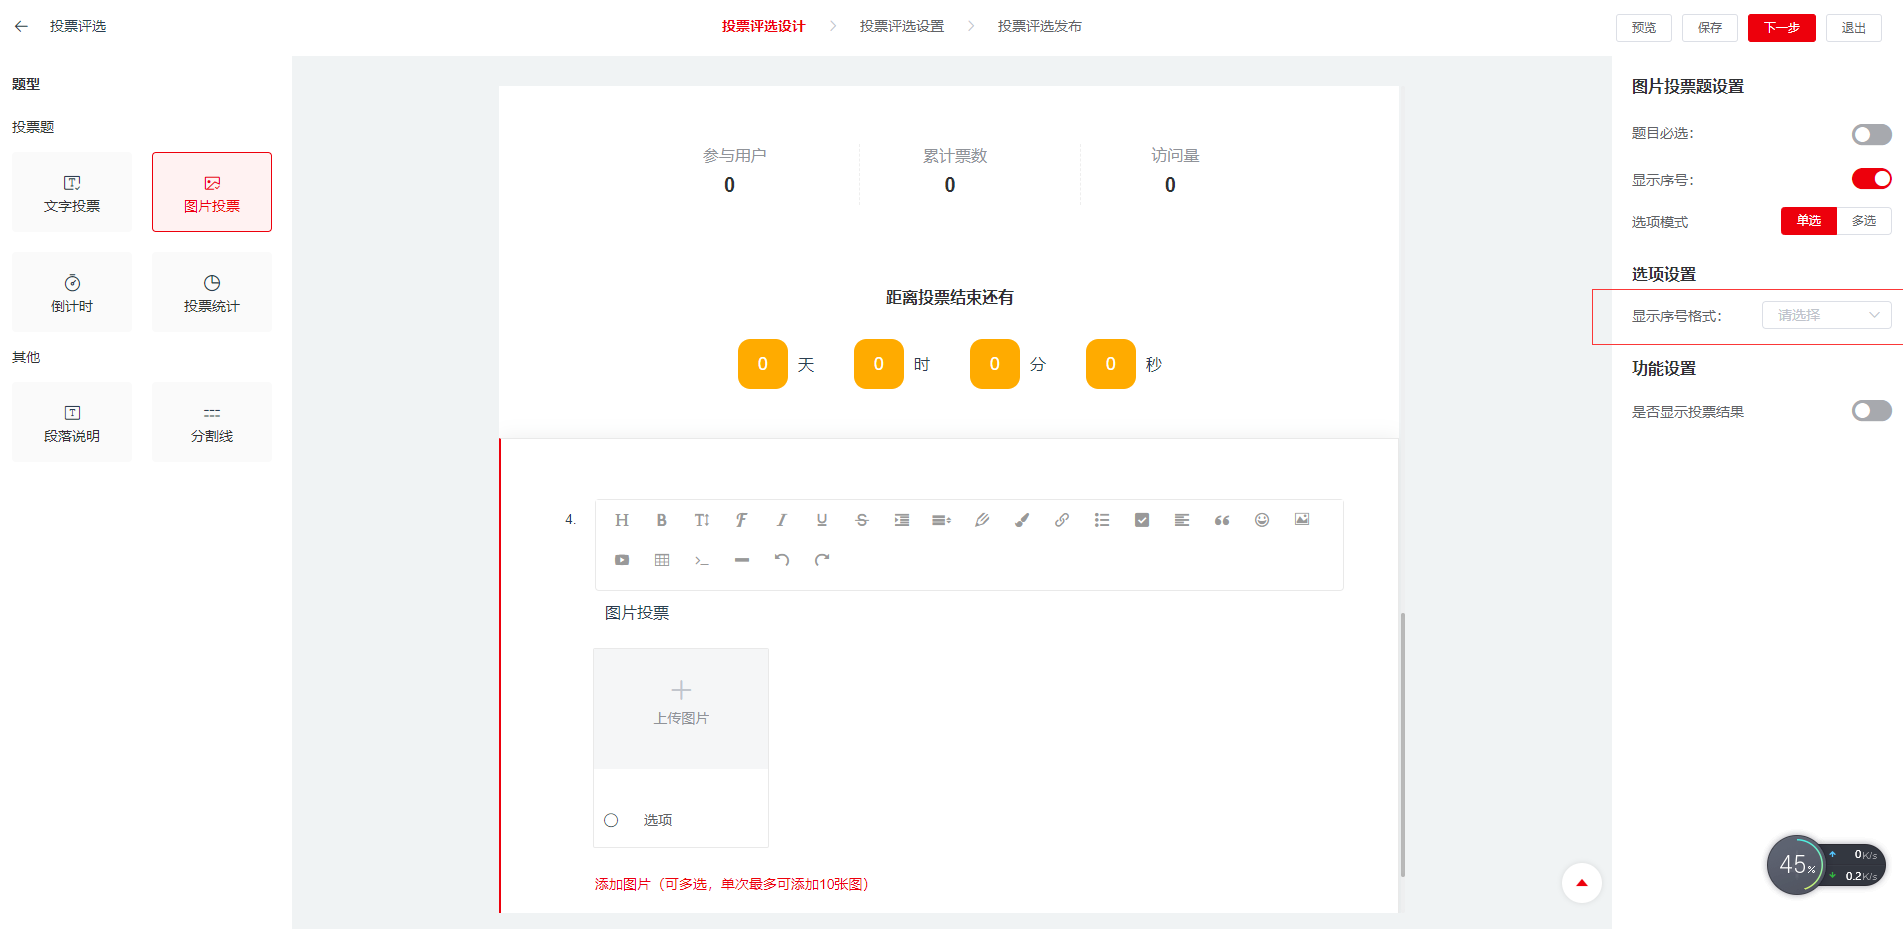 投票评选
投票评选设计 投票评选设置 投票评选发布
预览 保存 下一步 退出
题型
投票题
文字投票 图片投票
倒计时 投票统计
其他
段落说明 分割线
参与用户 累计票数 访问量
0 0 0
距离投票结束还有
0 天 0 时 0 分 0 秒
4.
图片投票
上传图片
选项
添加图片（可多选，单次最多可添加10张图）
图片投票题设置
题目必选：
显示序号：
选项模式 单选 多选
选项设置
显示序号格式： 请选择
功能设置
是否显示投票结果
45%
0K/s
0.2K/s